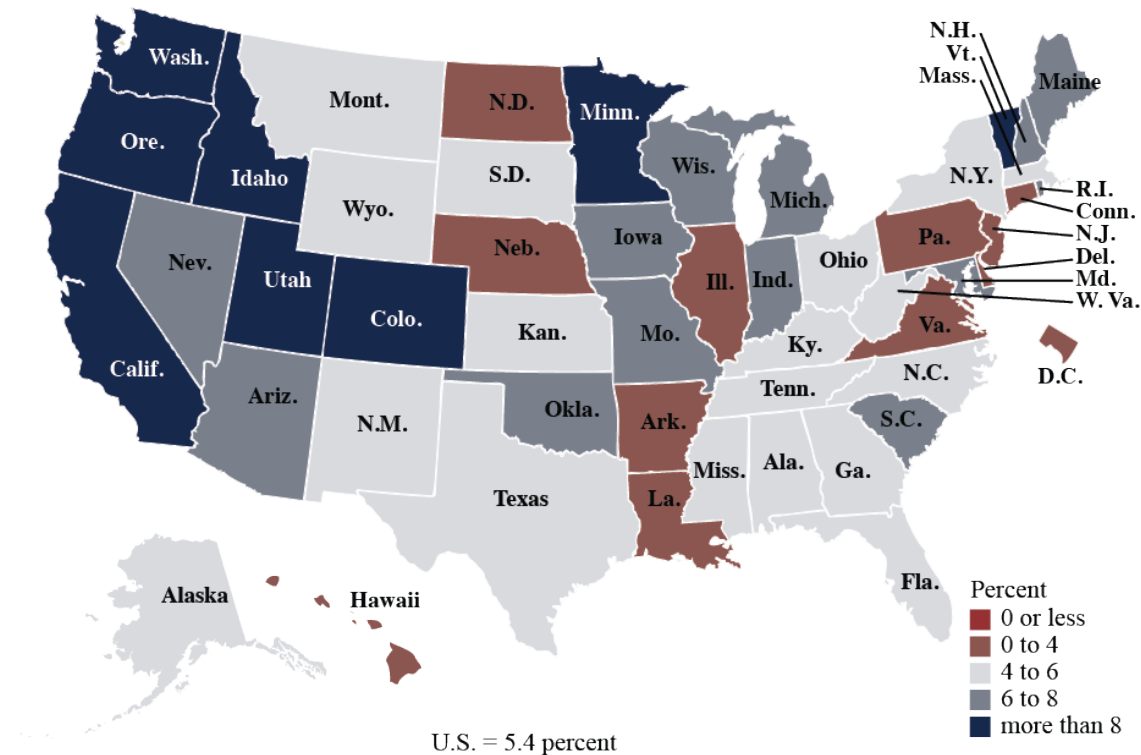 N.H.
Vt.
Mass.
Maine
Wash.
Mont.
N.D.
Minn.
Ore.
Idaho
S.D.
Wis.
Mich.
N.Y.
R.I.
Conn.
N.J.
Del.
Md.
W. Va.
Wyo.
Nev.
Utah
Colo.
Neb.
Iowa
Ill.
Ind.
Ohio
Pa.
Calif.
Ariz.
N.M.
Kan.
Mo.
Ky.
Va.
D.C.
Okla.
Ark.
Tenn.
N.C.
S.C.
Texas
La.
Miss.
Ala.
Ga.
Fla.
Alaska
Hawaii
Percent
0 or less
0 to 4
4 to 6
6 to 8
more than 8
U.S. = 5.4 percent